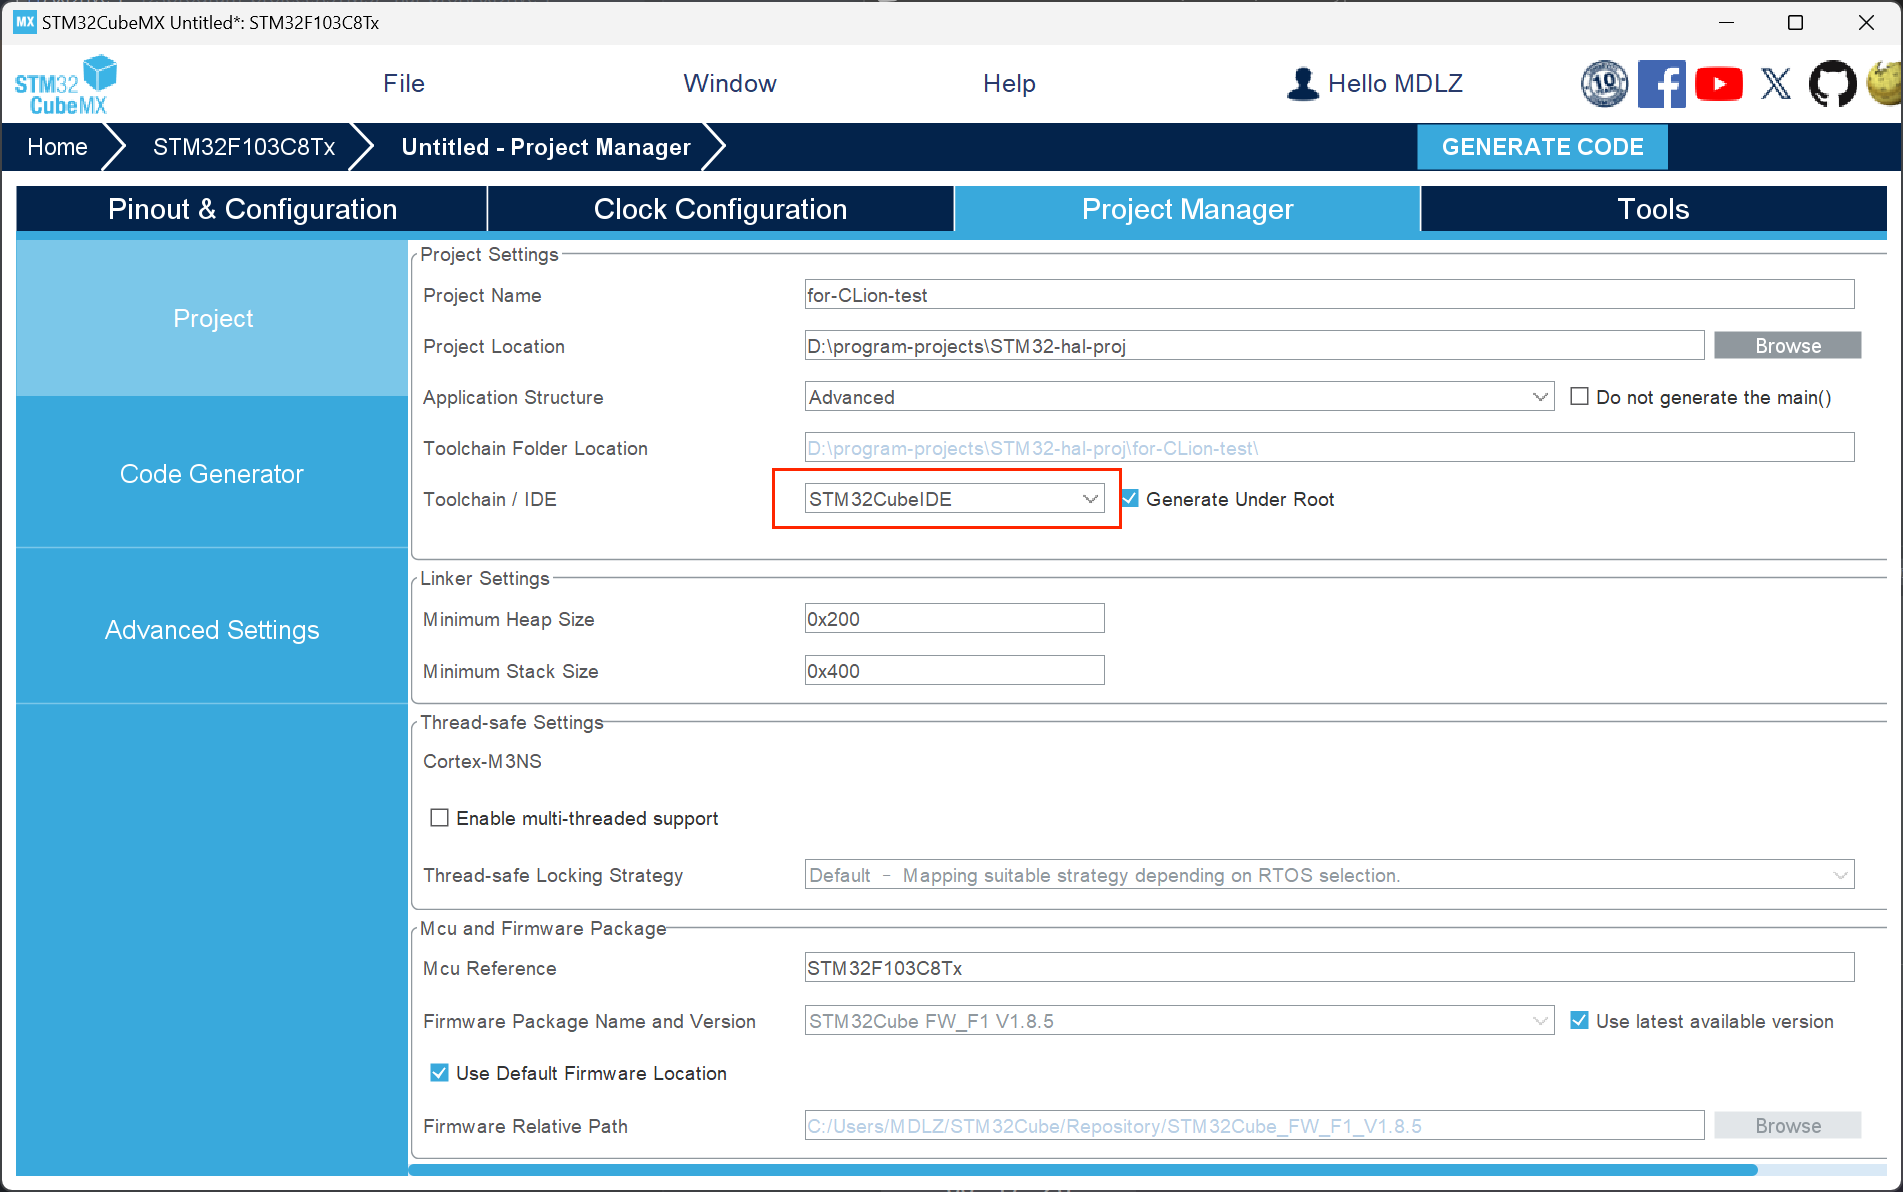 MX STM32CubeMX Untitled*: STM32F103C8Tx
STM32
CubeMX
File
Window
Help
Hello MDLZ
10
Home
STM32F103C8Tx
Untitled - Project Manager
GENERATE CODE
Pinout & Configuration
Clock Configuration
Project Manager
Tools
Project
Code Generator
Advanced Settings
Project Settings
Project Name
for-CLion-test
Project Location
D:\program-projects\STM32-hal-proj
Browse
Application Structure
Advanced
Do not generate the main()
Toolchain Folder Location
D:\program-projects\STM32-hal-proj\for-CLion-test\
Toolchain / IDE
STM32CubeIDE
Generate Under Root
Linker Settings
Minimum Heap Size
0x200
Minimum Stack Size
0x400
Thread-safe Settings
Cortex-M3NS
Enable multi-threaded support
Thread-safe Locking Strategy
Default - Mapping suitable strategy depending on RTOS selection.
Mcu and Firmware Package
Mcu Reference
STM32F103C8Tx
Firmware Package Name and Version
STM32Cube FW_F1 V1.8.5
Use latest available version
Use Default Firmware Location
Firmware Relative Path
C:/Users/MDLZ/STM32Cube/Repository/STM32Cube_FW_F1_V1.8.5
Browse